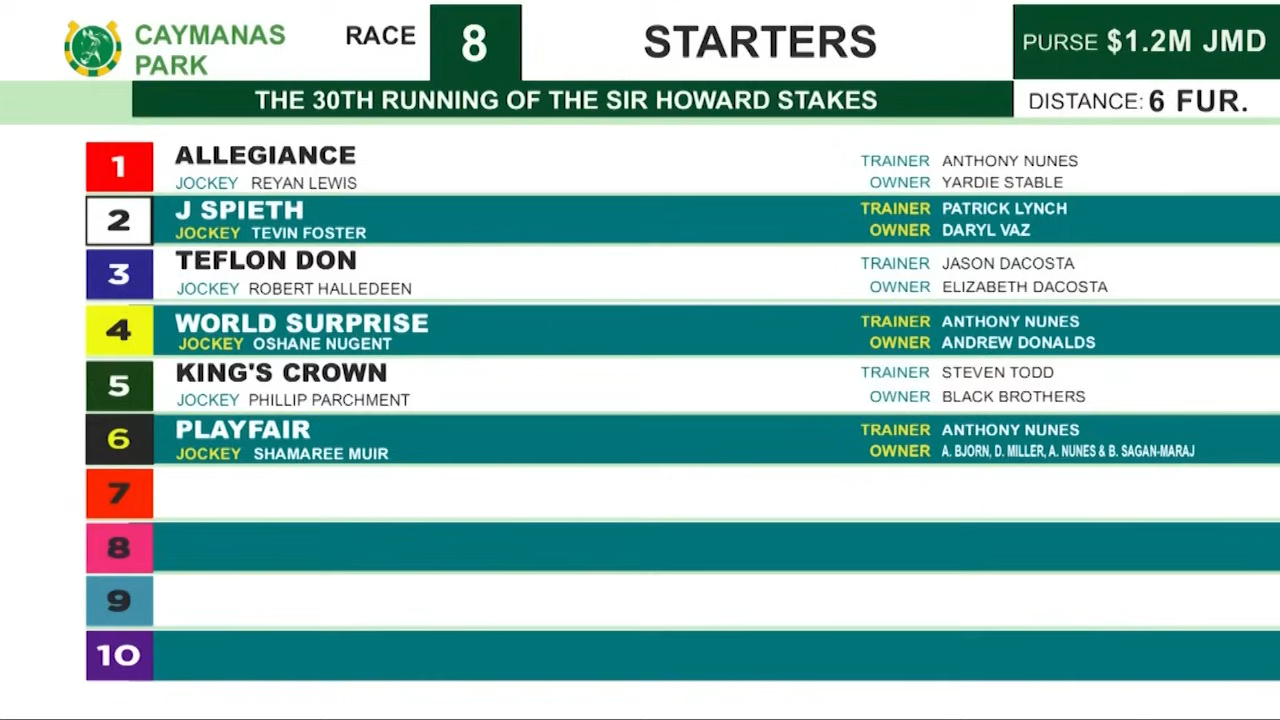 CAYMANAS PARK
RACE 8
STARTERS
PURSE $1.2M JMD
THE 30TH RUNNING OF THE SIR HOWARD STAKES
DISTANCE: 6 FUR.
1 ALLEGIANCE
JOCKEY REYAN LEWIS
TRAINER ANTHONY NUNES
OWNER YARDIE STABLE
2 J SPIETH
JOCKEY TEVIN FOSTER
TRAINER PATRICK LYNCH
OWNER DARYL VAZ
3 TEFLON DON
JOCKEY ROBERT HALLEDEEN
TRAINER JASON DACOSTA
OWNER ELIZABETH DACOSTA
4 WORLD SURPRISE
JOCKEY OSHANE NUGENT
TRAINER ANTHONY NUNES
OWNER ANDREW DONALDS
5 KING'S CROWN
JOCKEY PHILLIP PARCHMENT
TRAINER STEVEN TODD
OWNER BLACK BROTHERS
6 PLAYFAIR
JOCKEY SHAMAREE MUIR
TRAINER ANTHONY NUNES
OWNER A. BJORN, D. MILLER, A. NUNES & B. SAGAN-MARAJ
7
8
9
10